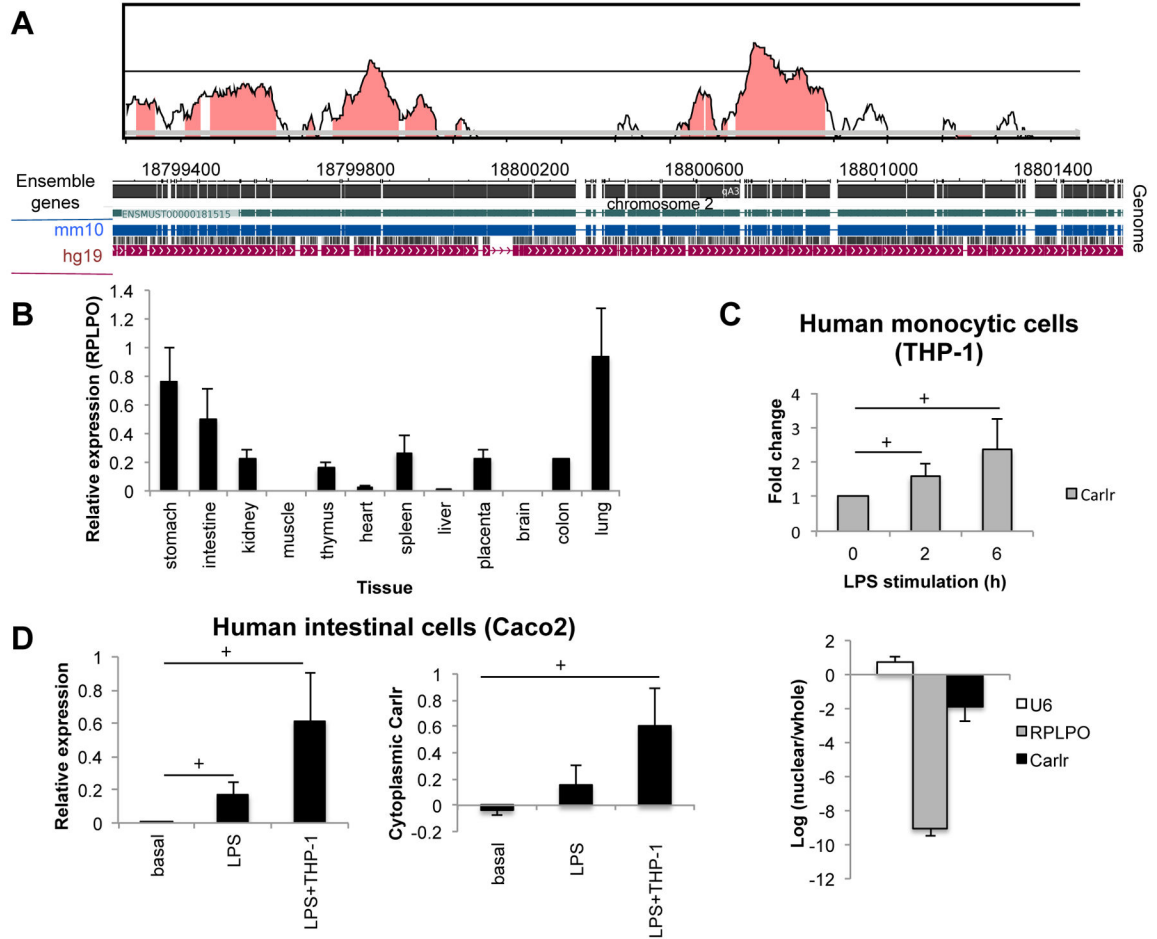 A
18799400 18799800 18800200 18800600 18801000 18801400
Ensemble genes
qA3
chromosome 2
ENSMUST00000181515
mm10
hg19
Genome
B
Relative expression (RPLPO)
1.4
1.2
1
0.8
0.6
0.4
0.2
0
stomach
intestine
kidney
muscle
thymus
heart
spleen
liver
placenta
brain
colon
lung
Tissue
C
Human monocytic cells
(THP-1)
Fold change
4
3
2
1
0
+
+
0 2 6
LPS stimulation (h)
Carlr
D
Human intestinal cells (Caco2)
Relative expression
1
0.8
0.6
0.4
0.2
0
+
+
basal
LPS
LPS+THP-1
Cytoplasmic Carlr
1
0.8
0.6
0.4
0.2
0
-0.2
+
basal
LPS
LPS+THP-1
Log (nuclear/whole)
2
0
-2
-4
-6
-8
-10
-12
U6
RPLPO
Carlr